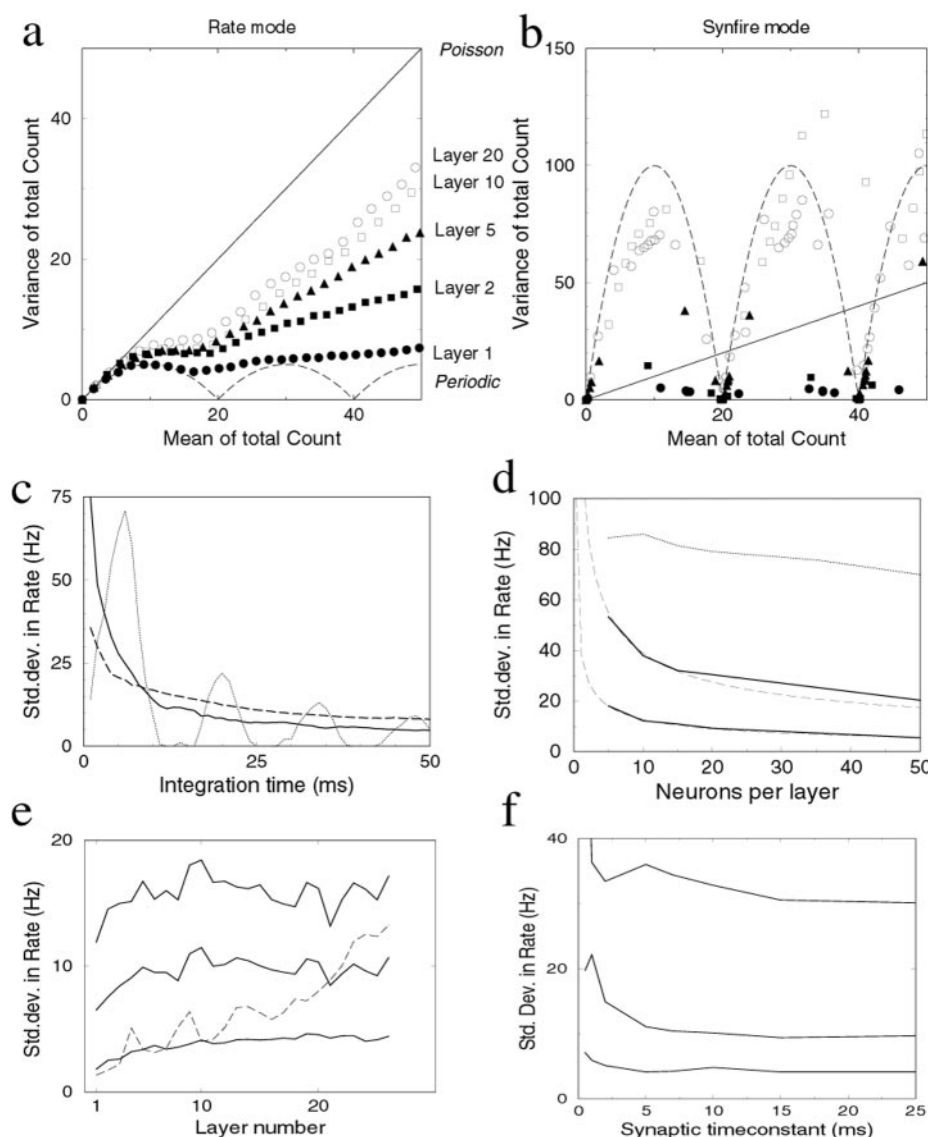 a Rate mode
Poisson
40
20
0
Layer 20
Layer 10
Layer 5
Layer 2
Layer 1
Periodic
0 20 40
Mean of total Count
Variance of total Count
b Synfire mode
150
100
50
0
0 20 40
Mean of total Count
Variance of total Count
c
75
50
25
0
0 25 50
Integration time (ms)
Std.dev. in Rate (Hz)
d
100
80
60
40
20
0
0 10 20 30 40 50
Neurons per layer
Std.dev. in Rate (Hz)
e
20
10
0
1 10 20
Layer number
Std.dev. in Rate (Hz)
f
40
20
0
0 5 10 15 20 25
Synaptic timeconstant (ms)
Std. Dev. in Rate (Hz)